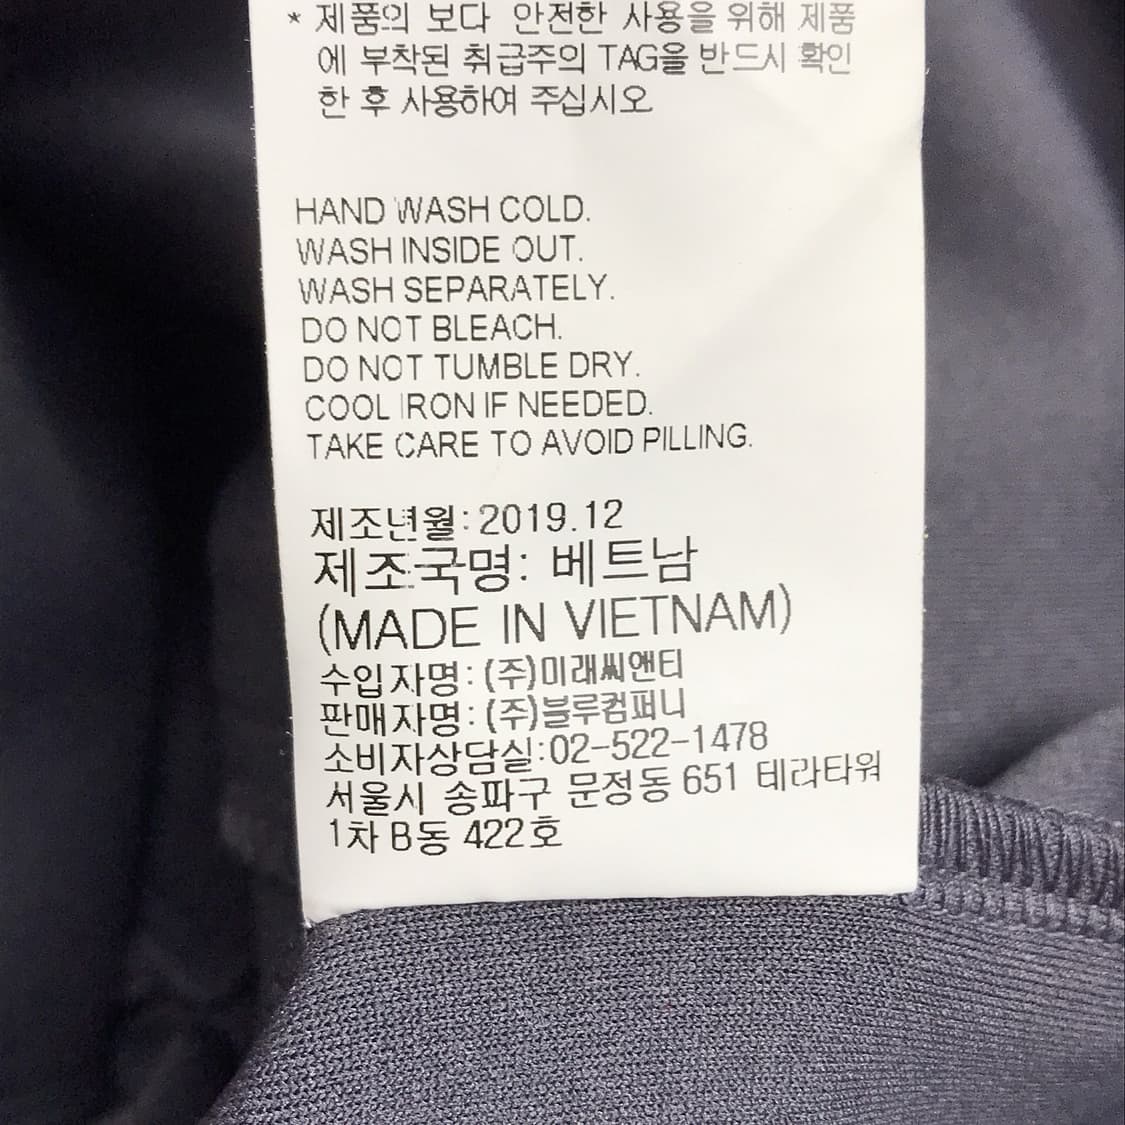 * 제품의 보다 안전한 사용을 위해 제품
에 부착된 취급주의 TAG을 반드시 확인
한 후 사용하여 주십시오
HAND WASH COLD.
WASH INSIDE OUT.
WASH SEPARATELY.
DO NOT BLEACH.
DO NOT TUMBLE DRY.
COOL IRON IF NEEDED.
TAKE CARE TO AVOID PILLING.
제조년월: 2019.12
제조국명: 베트남
(MADE IN VIETNAM)
수입자명: (주)미래씨앤티
판매자명: (주)블루컴퍼니
소비자상담실:02-522-1478
서울시 송파구 문정동 651 테라타워
1차 B동 422호